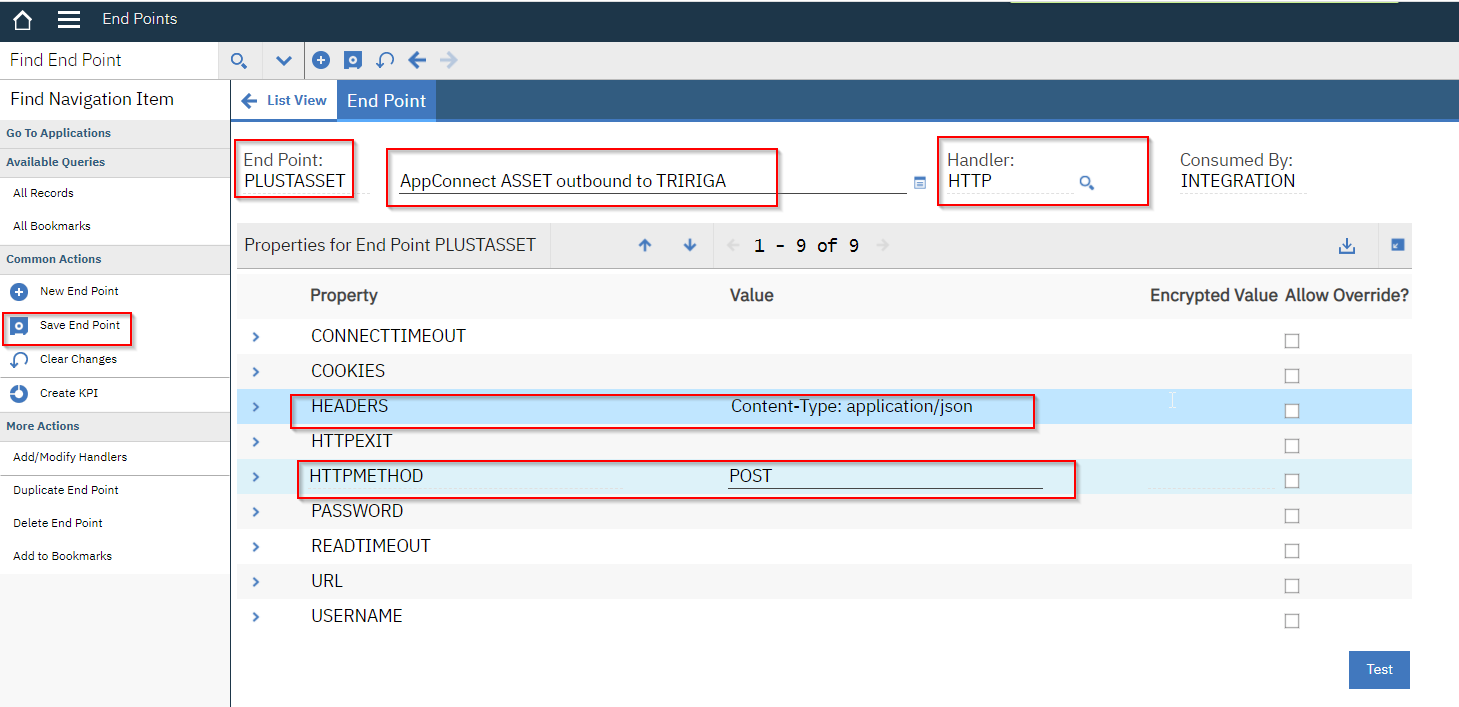 End Points
Find End Point
Find Navigation Item
List View
End Point
Go To Applications
Available Queries
All Records
All Bookmarks
Common Actions
New End Point
Save End Point
Clear Changes
Create KPI
More Actions
Add/Modify Handlers
Duplicate End Point
Delete End Point
Add to Bookmarks
End Point:
PLUSTASSET
AppConnect ASSET outbound to TRIRIGA
Handler:
HTTP
Consumed By:
INTEGRATION
Properties for End Point PLUSTASSET
1 - 9 of 9
Property Value Encrypted Value Allow Override?
CONNECTTIMEOUT
COOKIES
HEADERS Content-Type: application/json
HTTPEXIT
HTTPMETHOD POST
PASSWORD
READTIMEOUT
URL
USERNAME
Test